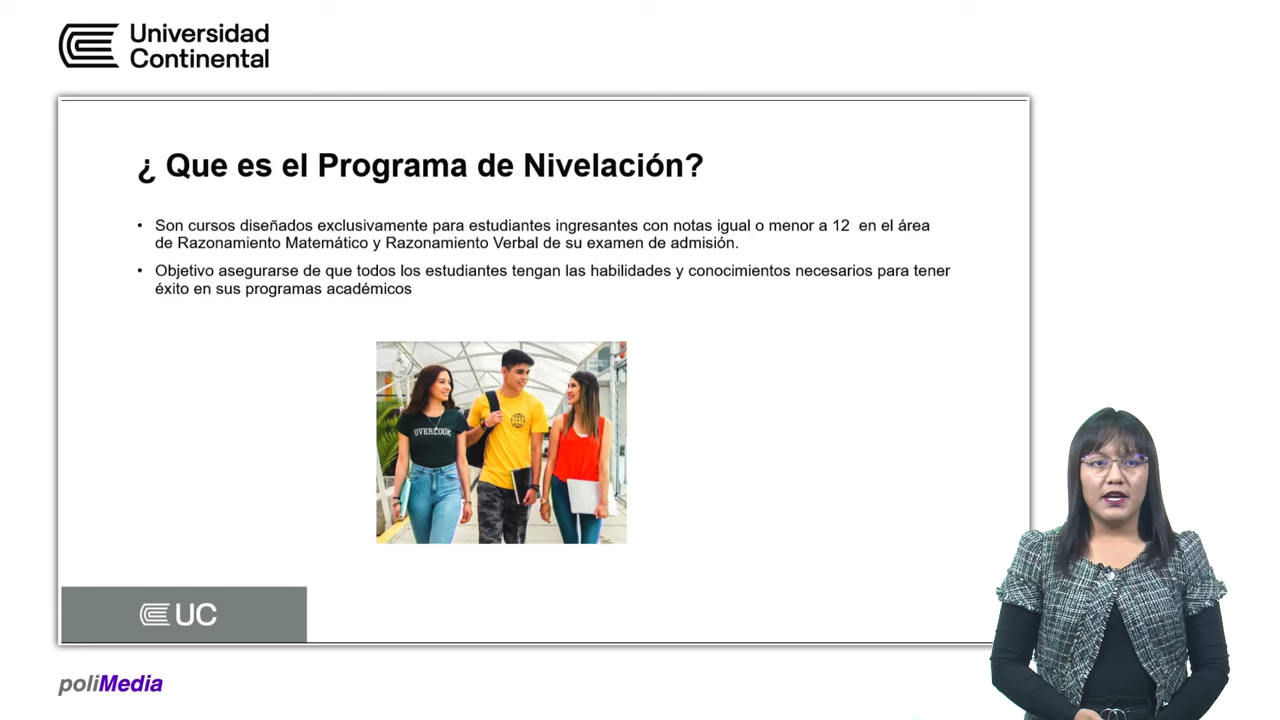 Universidad
Continental
¿ Que es el Programa de Nivelación?
• Son cursos diseñados exclusivamente para estudiantes ingresantes con notas igual o menor a 12 en el área
de Razonamiento Matemático y Razonamiento Verbal de su examen de admisión.
• Objetivo asegurarse de que todos los estudiantes tengan las habilidades y conocimientos necesarios para tener
éxito en sus programas académicos
OVERLOOK
UC
poliMedia